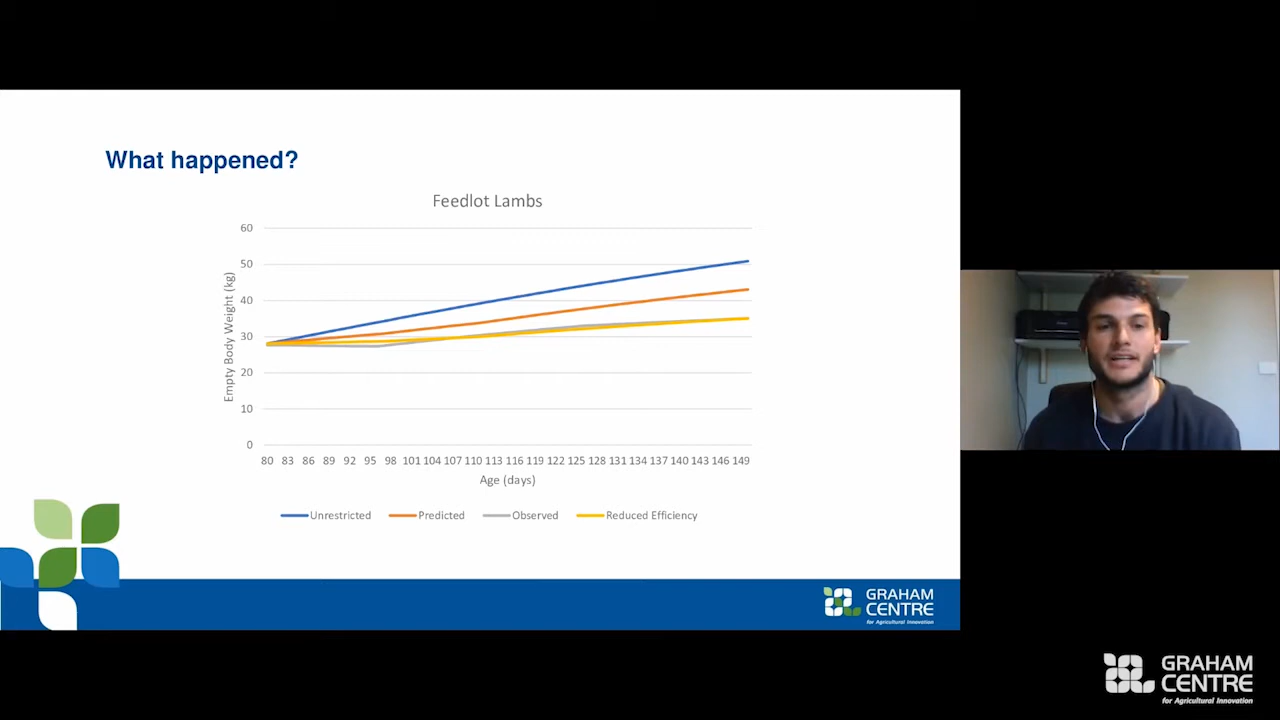 What happened?
Feedlot Lambs
60
50
40
30
20
10
0
Empty Body Weight (kg)
80 83 86 89 92 95 98 101 104 107 110 113 116 119 122 125 128 131 134 137 140 143 146 149
Age (days)
Unrestricted Predicted Observed Reduced Efficiency
GRAHAM
CENTRE
for Agricultural Innovation
GRAHAM
CENTRE
for Agricultural Innovation